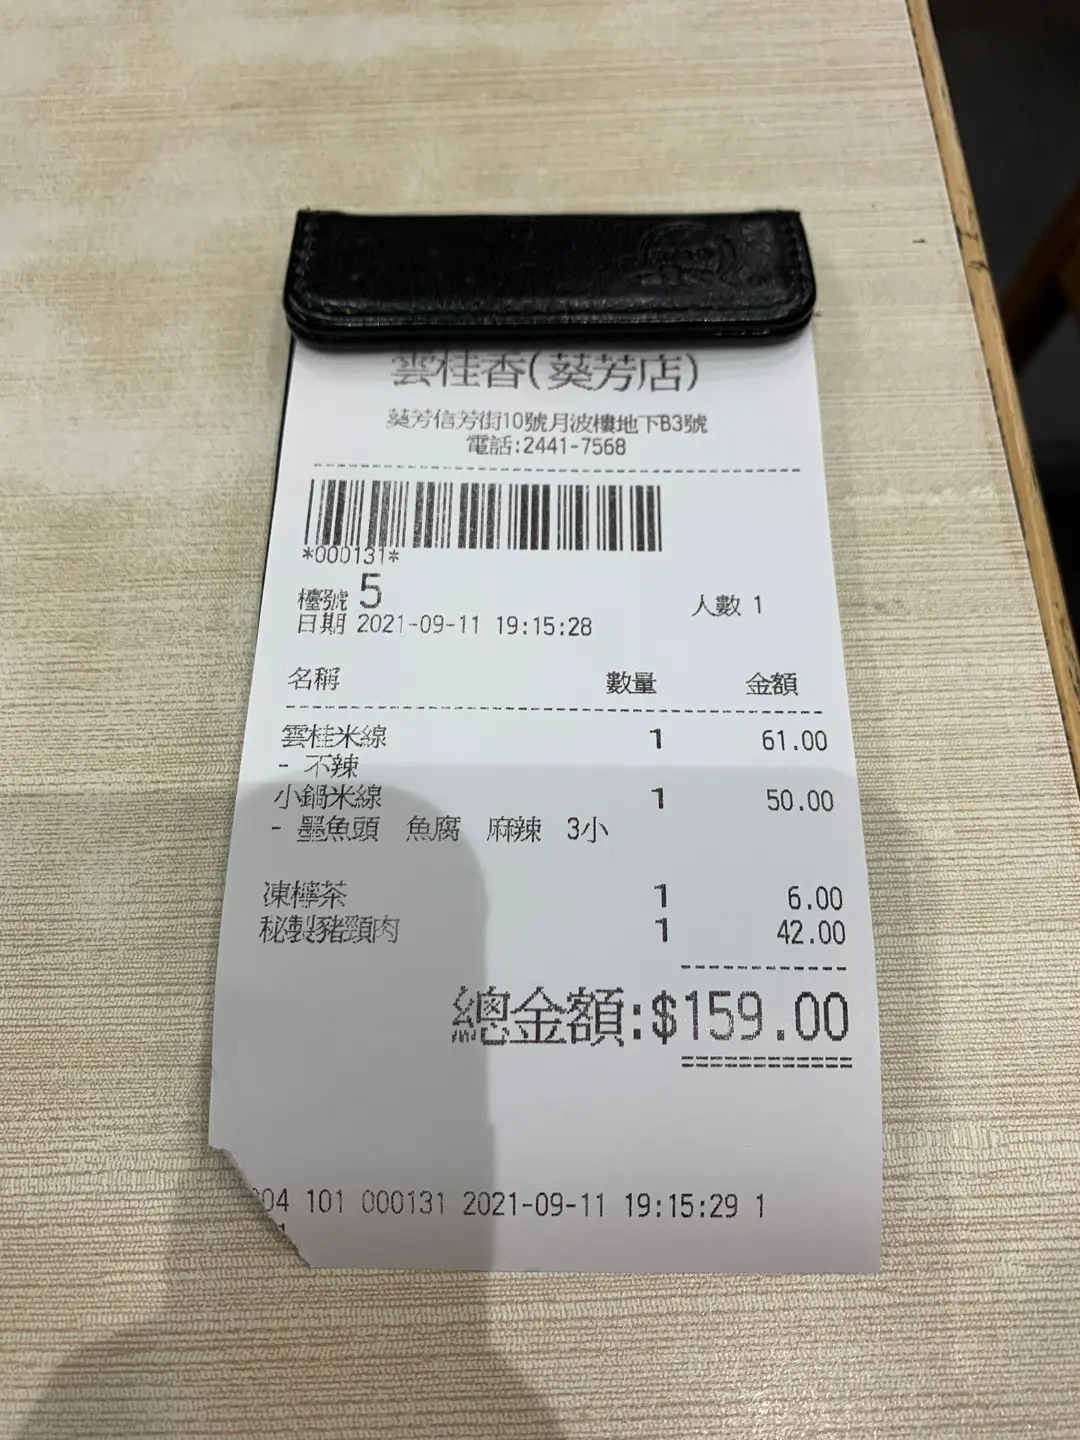 雲桂香(葵芳店)
葵芳信芳街10號月波樓地下B3號
電話:2441-7568
*000131*
檯號 5 人數 1
日期 2021-09-11 19:15:28
名稱 數量 金額
雲桂米線 1 61.00
- 不辣
小鍋米線 1 50.00
- 墨魚頭 魚腐 麻辣 3小
凍檸茶 1 6.00
秘製豬頸肉 1 42.00
總金額:$159.00
04 101 000131 2021-09-11 19:15:29 1
1